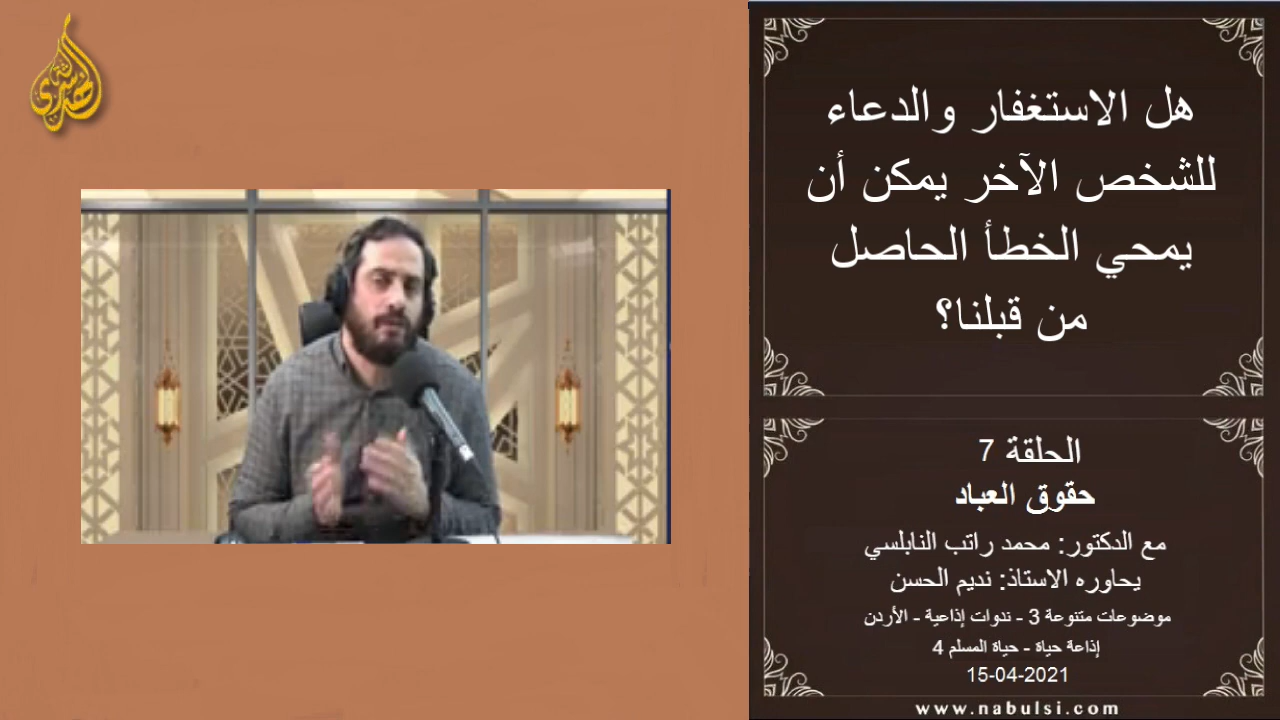 هل الاستغفار والدعاء
للشخص الآخر يمكن أن
يمحي الخطأ الحاصل
من قبلنا؟
الحلقة 7
حقوق العباد
مع الدكتور: محمد راتب النابلسي
يحاوره الاستاذ: نديم الحسن
موضوعات متنوعة 3 - ندوات إذاعية - الأردن
إذاعة حياة - حياة المسلم 4
15-04-2021
www.nabulsi.com